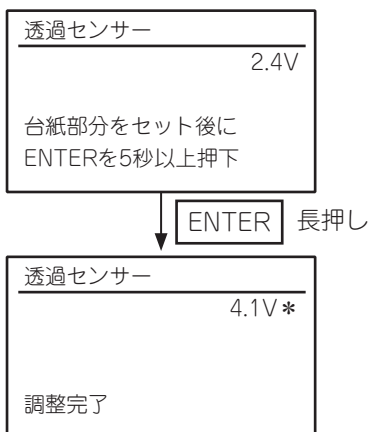 透過センサー
2.4V
台紙部分をセット後に
ENTERを5秒以上押下
ENTER 長押し
透過センサー
4.1V*
調整完了